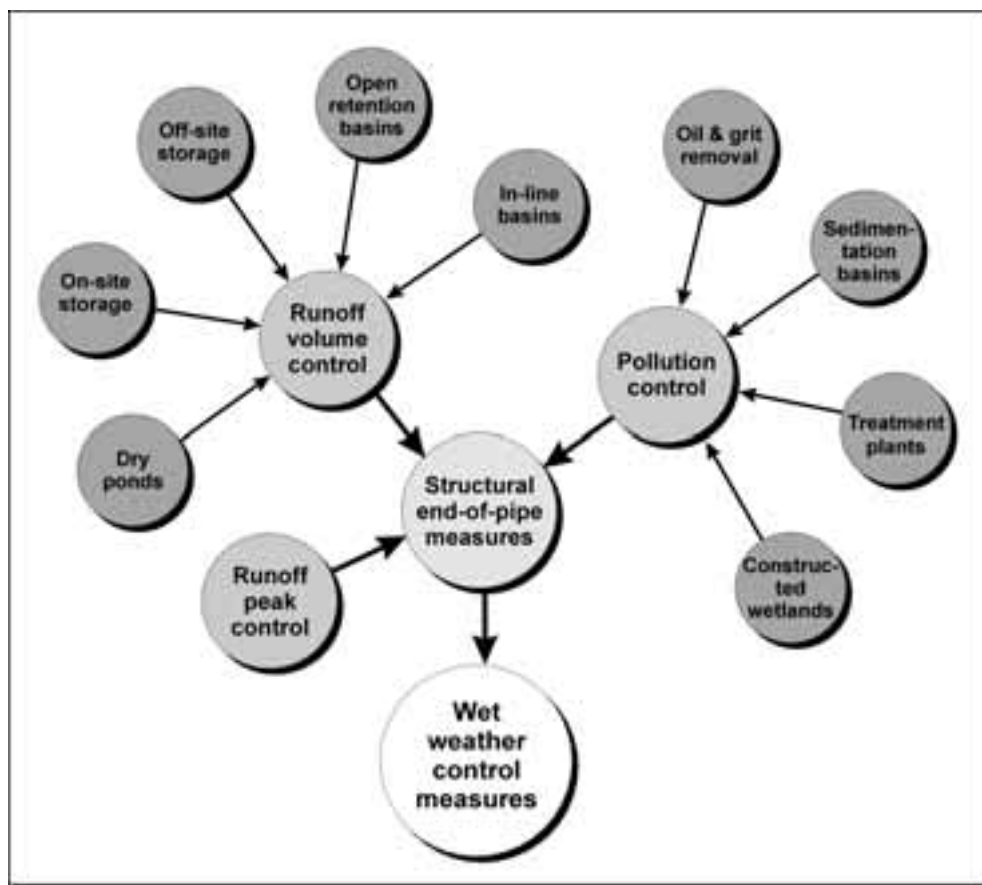 Open
retention
basins
Off-site
storage
Oil & grit
removal
In-line
basins
Sedimen-
tation
basins
On-site
storage
Runoff
volume
control
Pollution
control
Treatment
plants
Dry
ponds
Structural
end-of-pipe
measures
Runoff
peak
control
Construc-
ted
wetlands
Wet
weather
control
measures